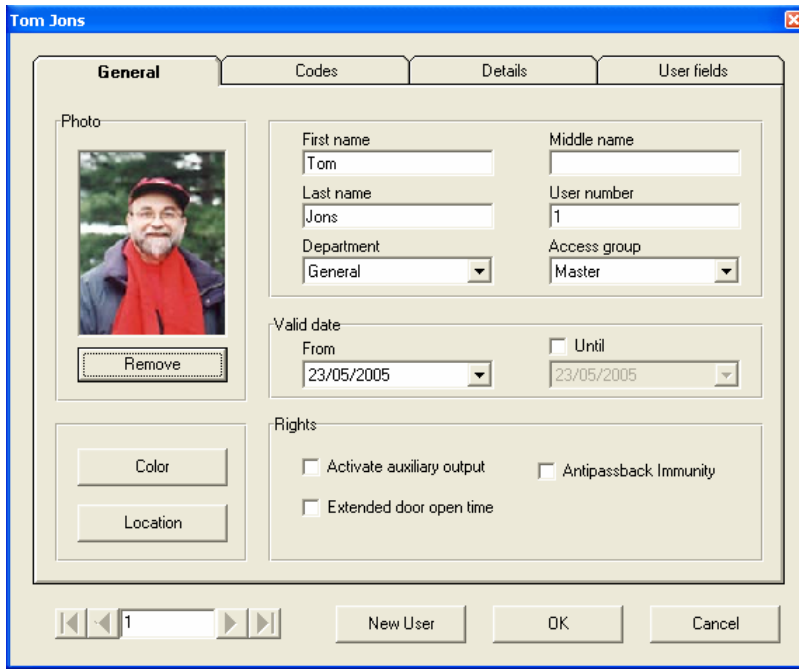 Tom Jons
General Codes Details User fields
Photo
Remove
Color
Location
First name Middle name
Tom
Last name User number
Jons 1
Department Access group
General Master
Valid date
From Until
23/05/2005 23/05/2005
Rights
Activate auxiliary output Antipassback Immunity
Extended door open time
1 New User OK Cancel